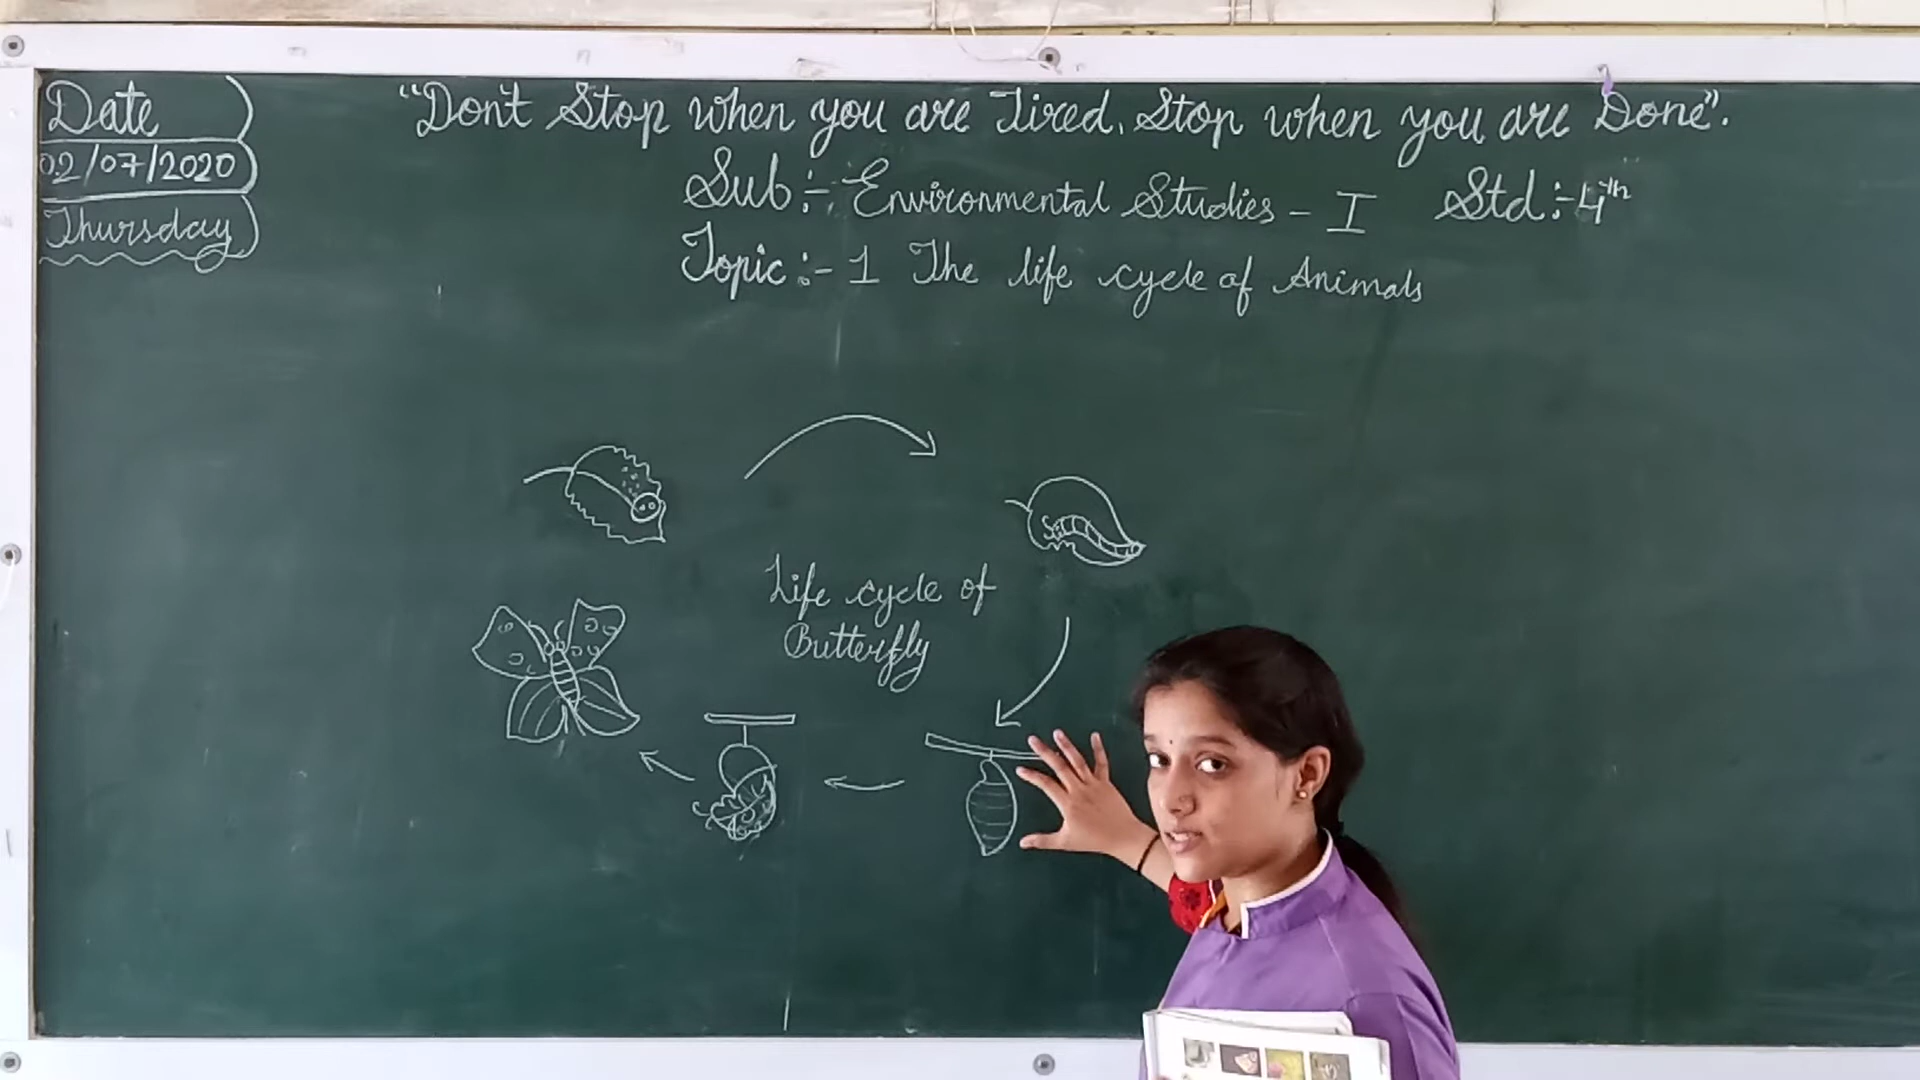 Date
02/07/2020
Thursday
"Don't Stop when you are Tired, Stop when you are Done".
Sub :- Environmental Studies - I Std :- 4th
Topic :- 1 The life cycle of Animals
Life cycle of
Butterfly